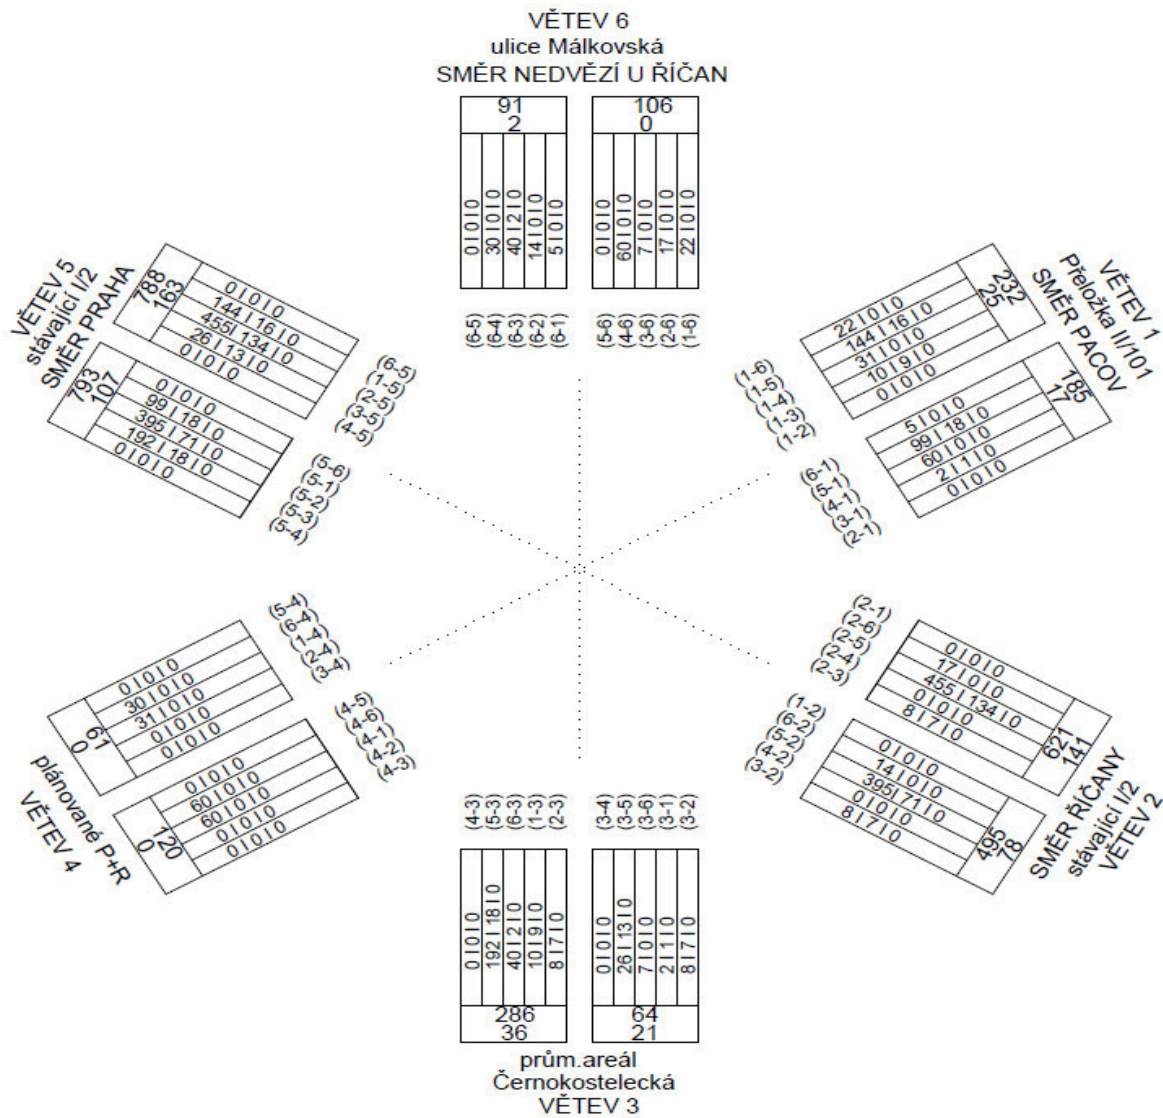 VĚTEV 6
ulice Málkovská
SMĚR NEDVĚZÍ U ŘÍČAN
91
2
0 I 0 I 0
30 I 0 I 0
40 I 2 I 0
14 I 0 I 0
5 I 0 I 0
(6-5)
(6-4)
(6-3)
(6-2)
(6-1)
106
0
0 I 0 I 0
60 I 0 I 0
7 I 0 I 0
17 I 0 I 0
22 I 0 I 0
(5-6)
(4-6)
(3-6)
(2-6)
(1-6)
VĚTEV 1
Přeložka II/101
SMĚR PACOV
232
25
22 I 0 I 0
144 I 16 I 0
31 I 0 I 0
10 I 9 I 0
0 I 0 I 0
(1-6)
(1-5)
(1-4)
(1-3)
(1-2)
185
17
5 I 0 I 0
99 I 18 I 0
60 I 0 I 0
2 I 1 I 0
0 I 0 I 0
(6-1)
(5-1)
(4-1)
(3-1)
(2-1)
(2-1)
(2-6)
(2-5)
(2-4)
(2-3)
0 I 0 I 0
17 I 0 I 0
455 I 134 I 0
0 I 0 I 0
8 I 7 I 0
621
141
(1-2)
(6-2)
(5-2)
(4-2)
(3-2)
0 I 0 I 0
14 I 0 I 0
395 I 71 I 0
0 I 0 I 0
8 I 7 I 0
495
78
SMĚR ŘÍČANY
stávající I/2
VĚTEV 2
(4-3)
(5-3)
(6-3)
(1-3)
(2-3)
0 I 0 I 0
192 I 18 I 0
40 I 2 I 0
10 I 9 I 0
8 I 7 I 0
286
36
(3-4)
(3-5)
(3-6)
(3-1)
(3-2)
0 I 0 I 0
26 I 13 I 0
7 I 0 I 0
2 I 1 I 0
8 I 7 I 0
64
21
prům.areál
Černokostelecká
VĚTEV 3
(5-4)
(6-4)
(1-4)
(2-4)
(3-4)
0 I 0 I 0
30 I 0 I 0
31 I 0 I 0
0 I 0 I 0
0 I 0 I 0
61
0
(4-5)
(4-6)
(4-1)
(4-2)
(4-3)
0 I 0 I 0
60 I 0 I 0
60 I 0 I 0
0 I 0 I 0
0 I 0 I 0
120
0
plánované P+R
VĚTEV 4
VĚTEV 5
stávající I/2
SMĚR PRAHA
788
163
0 I 0 I 0
144 I 16 I 0
455 I 134 I 0
26 I 13 I 0
0 I 0 I 0
(6-5)
(1-5)
(2-5)
(3-5)
(4-5)
793
107
0 I 0 I 0
99 I 18 I 0
395 I 71 I 0
192 I 18 I 0
0 I 0 I 0
(5-6)
(5-1)
(5-2)
(5-3)
(5-4)